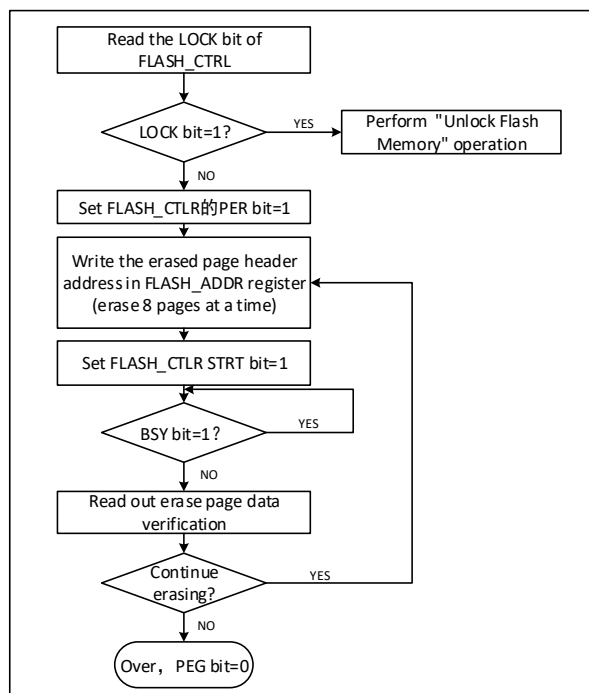 Read the LOCK bit of
FLASH_CTRL
LOCK bit=1?
YES
Perform "Unlock Flash
Memory" operation
NO
Set FLASH_CTLR的PER bit=1
Write the erased page header
address in FLASH_ADDR register
(erase 8 pages at a time)
Set FLASH_CTLR STRT bit=1
BSY bit=1?
YES
NO
Read out erase page data
verification
Continue
erasing?
YES
NO
Over，PEG bit=0